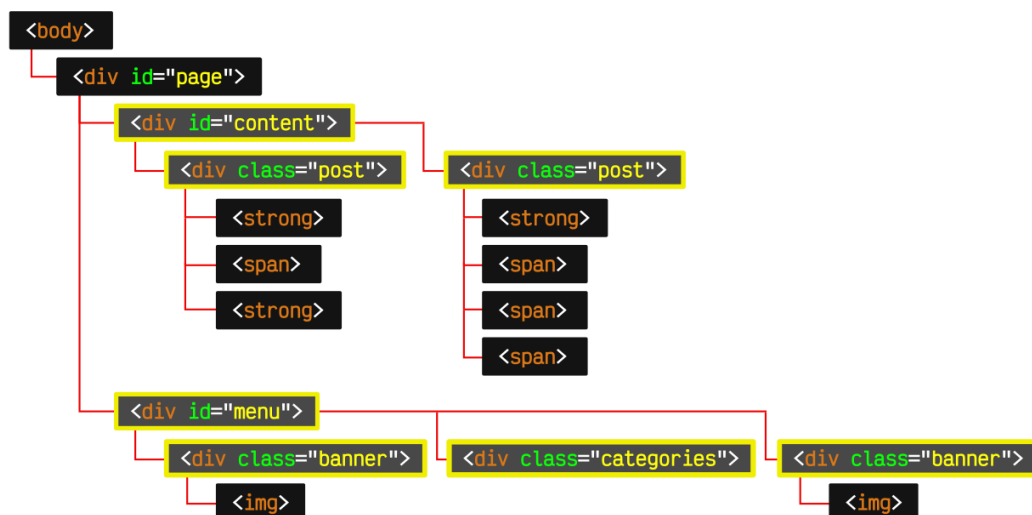 <body>
<div id="page">
<div id="content">
<div class="post"> <div class="post">
<strong> <strong>
<span> <span>
<strong> <span>
<span>
<div id="menu">
<div class="banner"> <div class="categories"> <div class="banner">
<img> <img>